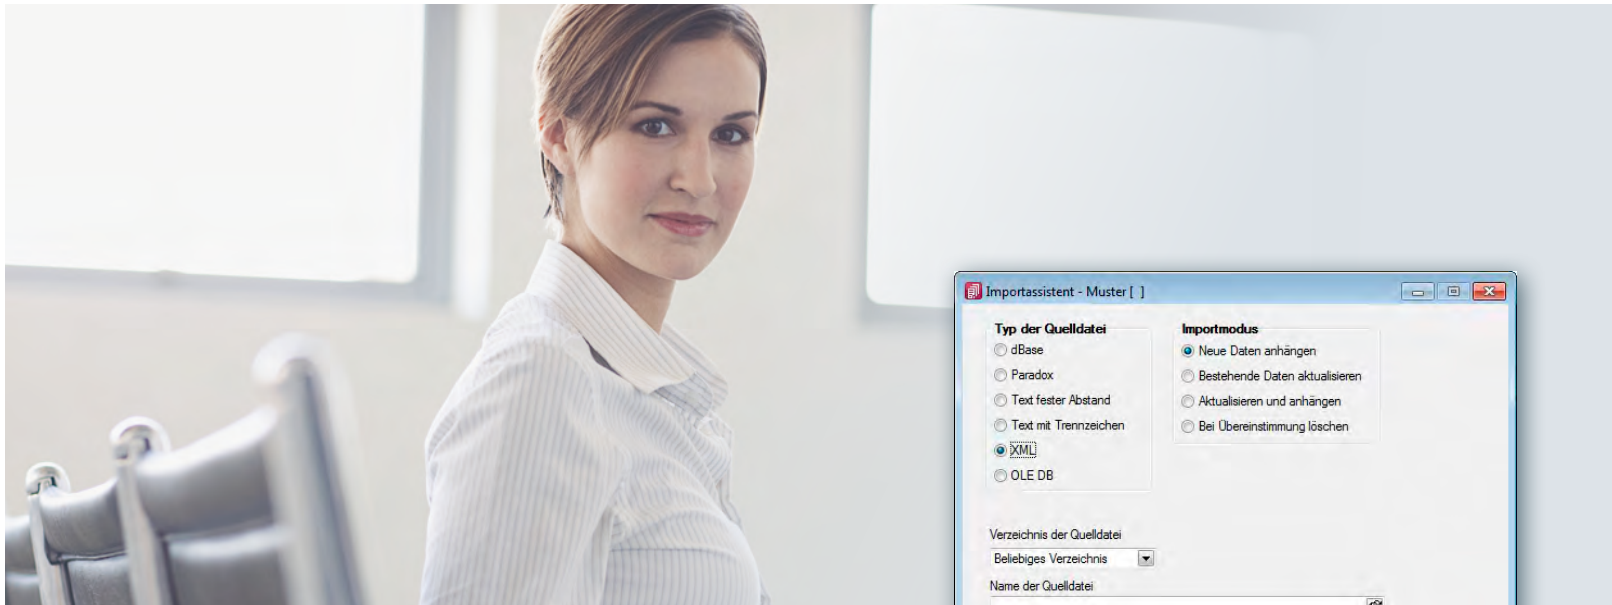 Importassistent - Muster [ ]
Typ der Quelldatei
dBase
Paradox
Text fester Abstand
Text mit Trennzeichen
XML
OLE DB
Importmodus
Neue Daten anhängen
Bestehende Daten aktualisieren
Aktualisieren und anhängen
Bei Übereinstimmung löschen
Verzeichnis der Quelldatei
Beliebiges Verzeichnis
Name der Quelldatei